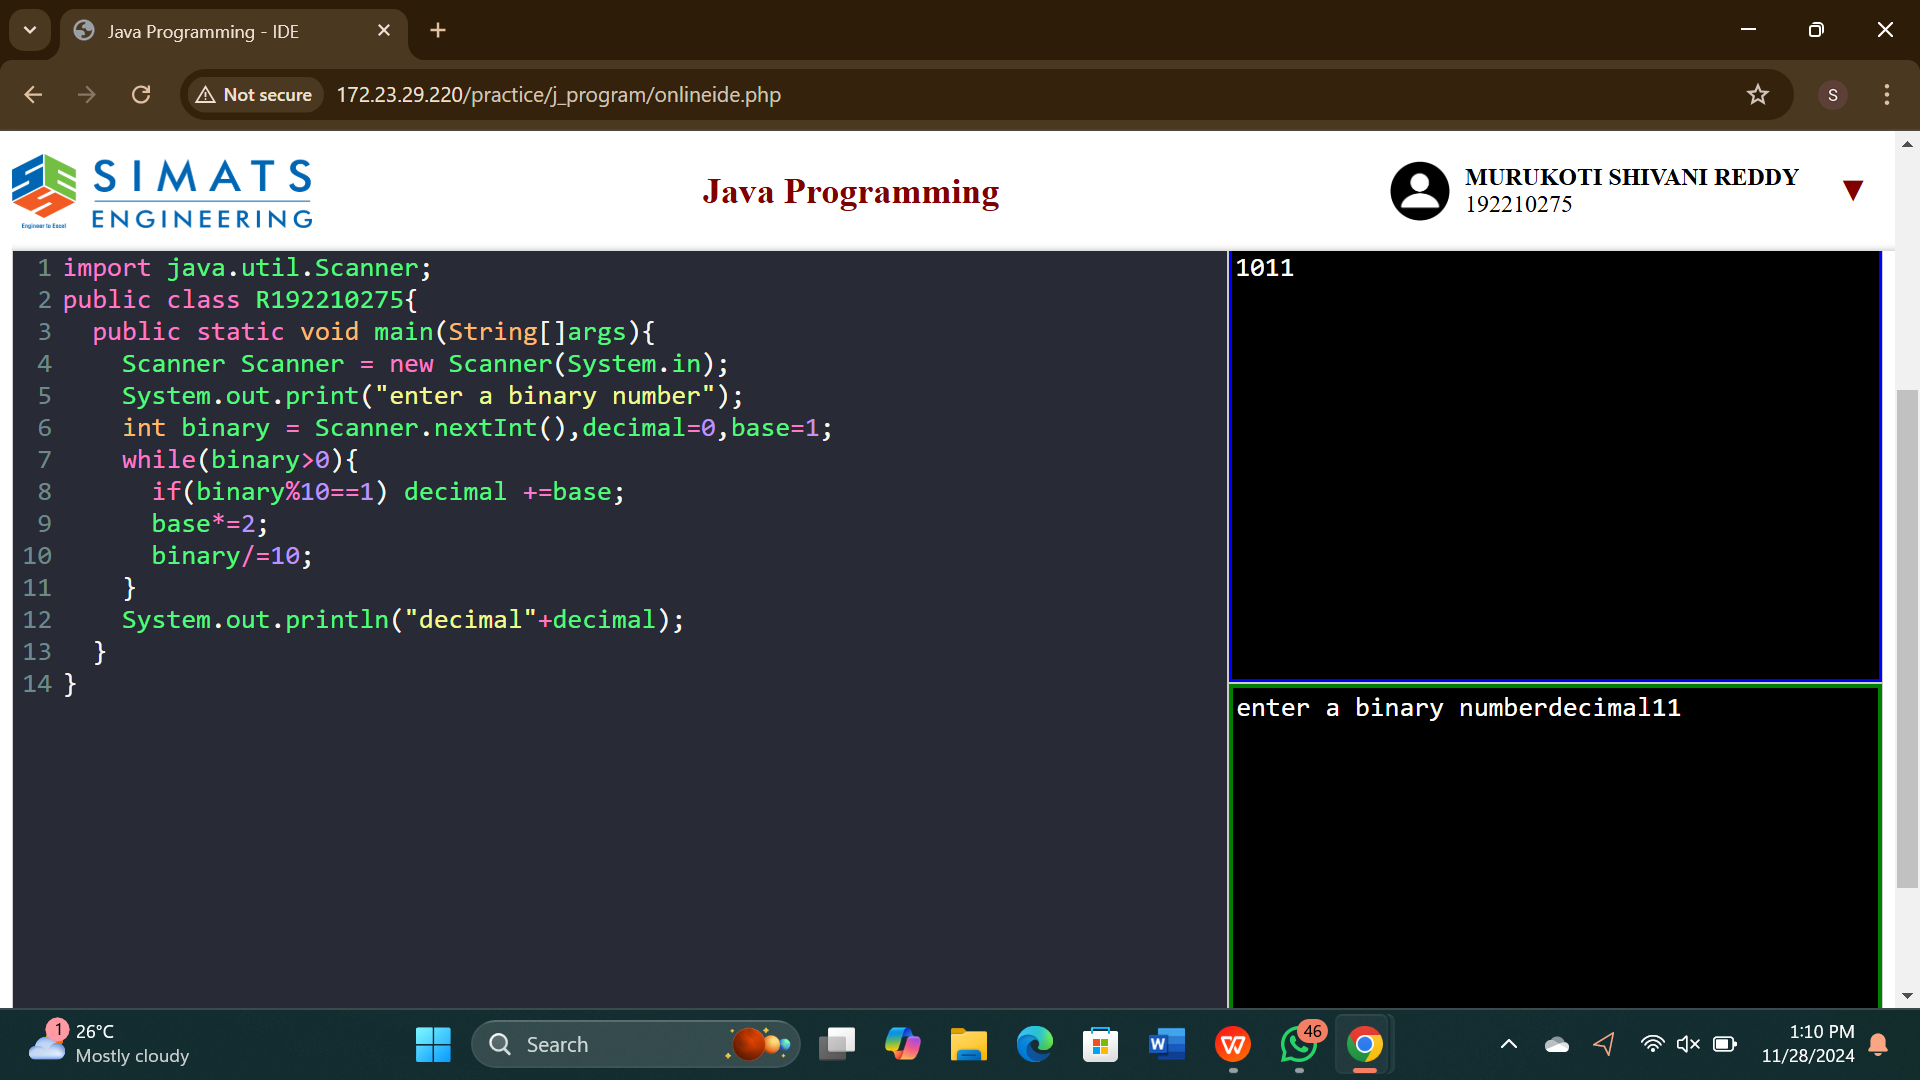 Java Programming - IDE
Not secure
172.23.29.220/practice/j_program/onlineide.php
S
SIMATS
ENGINEERING
Engineer to Excel
Java Programming
MURUKOTI SHIVANI REDDY
192210275
1 import java.util.Scanner;
2 public class R192210275{
3   public static void main(String[]args){
4     Scanner Scanner = new Scanner(System.in);
5     System.out.print("enter a binary number");
6     int binary = Scanner.nextInt(),decimal=0,base=1;
7     while(binary>0){
8       if(binary%10==1) decimal +=base;
9       base*=2;
10       binary/=10;
11     }
12     System.out.println("decimal"+decimal);
13   }
14 }
1011
enter a binary numberdecimal11
1
26°C
Mostly cloudy
Search
W
W
46
1:10 PM
11/28/2024